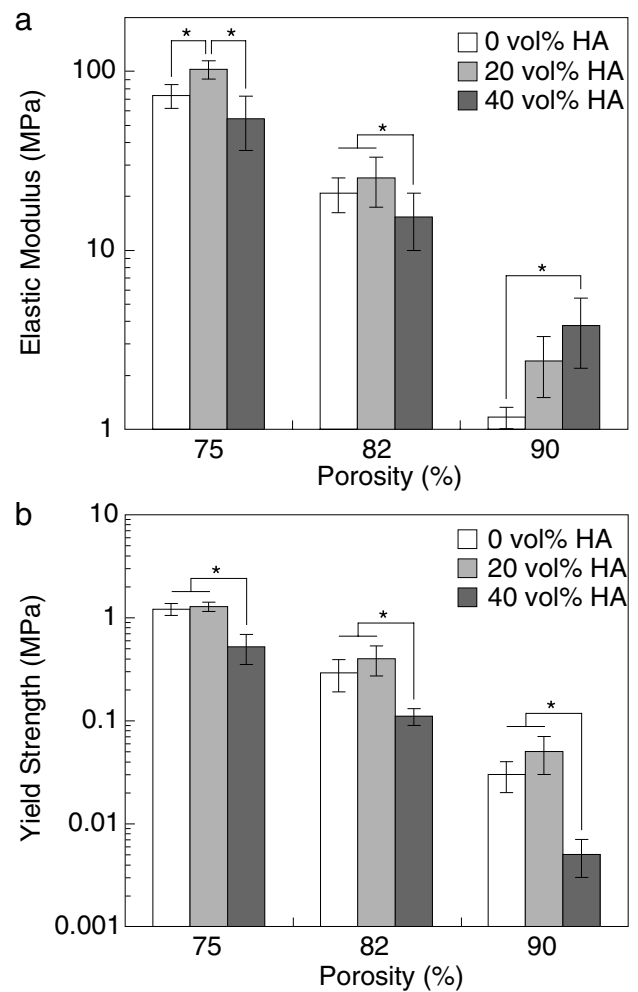 a
0 vol% HA
20 vol% HA
40 vol% HA
* *
*
*
100
10
1
Elastic Modulus (MPa)
75 82 90
Porosity (%)
b
0 vol% HA
20 vol% HA
40 vol% HA
*
*
*
10
1
0.1
0.01
0.001
Yield Strength (MPa)
75 82 90
Porosity (%)